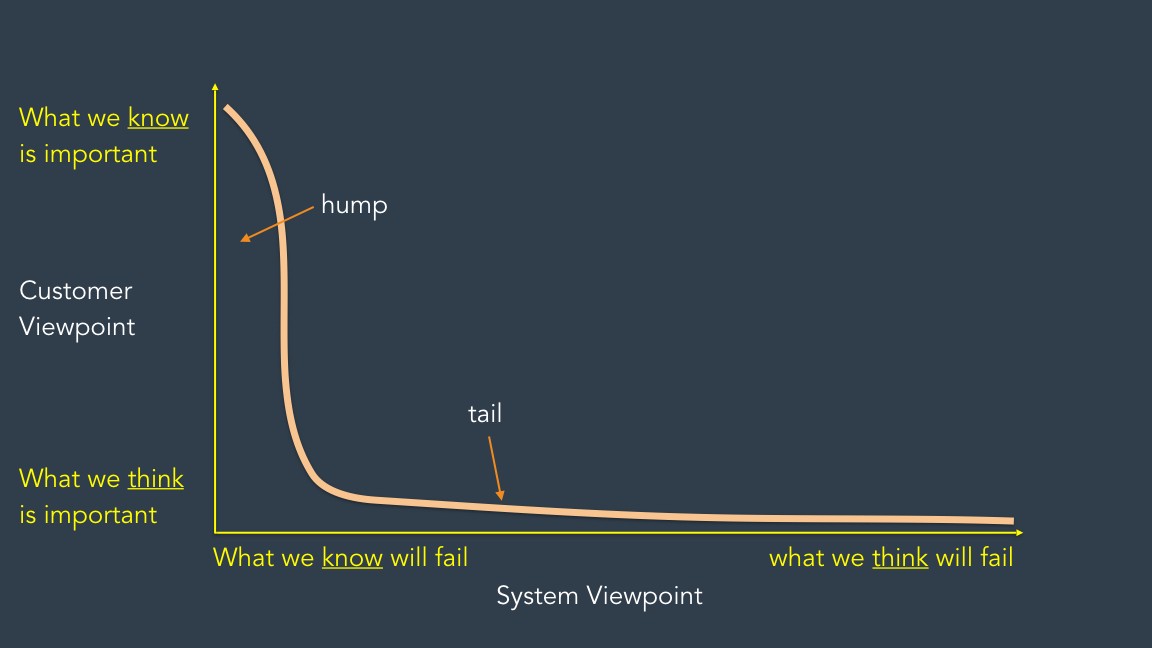 What we know
is important
hump
Customer
Viewpoint
tail
What we think
is important
What we know will fail
what we think will fail
System Viewpoint